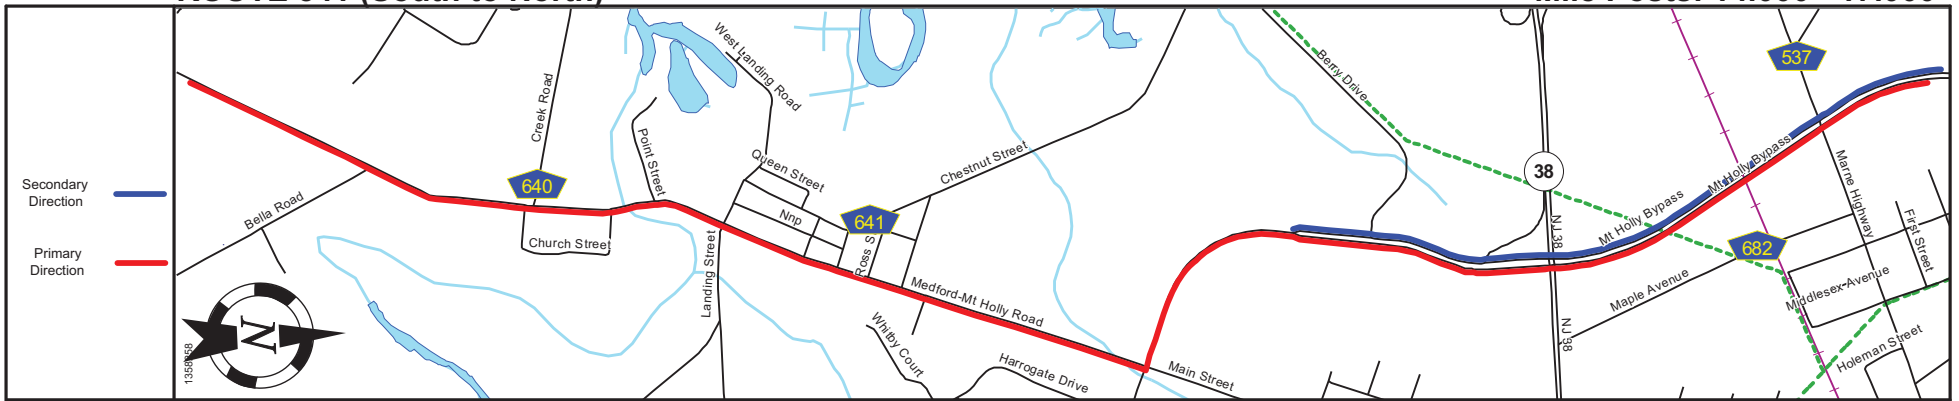 Secondary
Direction
Primary
Direction
Bella Road
Creek Road
640
Church Street
Point Street
West Landing Road
Queen Street
Nnp
641
Ross S
Landing Street
Chestnut Street
Medford-Mt Holly Road
Whitby Court
Harrogate Drive
Main Street
Berry Drive
38
NJ 38
NJ 38
Mt Holly Bypass
Mt Holly Bypass
537
682
Maple Avenue
Marne Highway
First Street
Middlesex-Avenue
Holeman Street
N